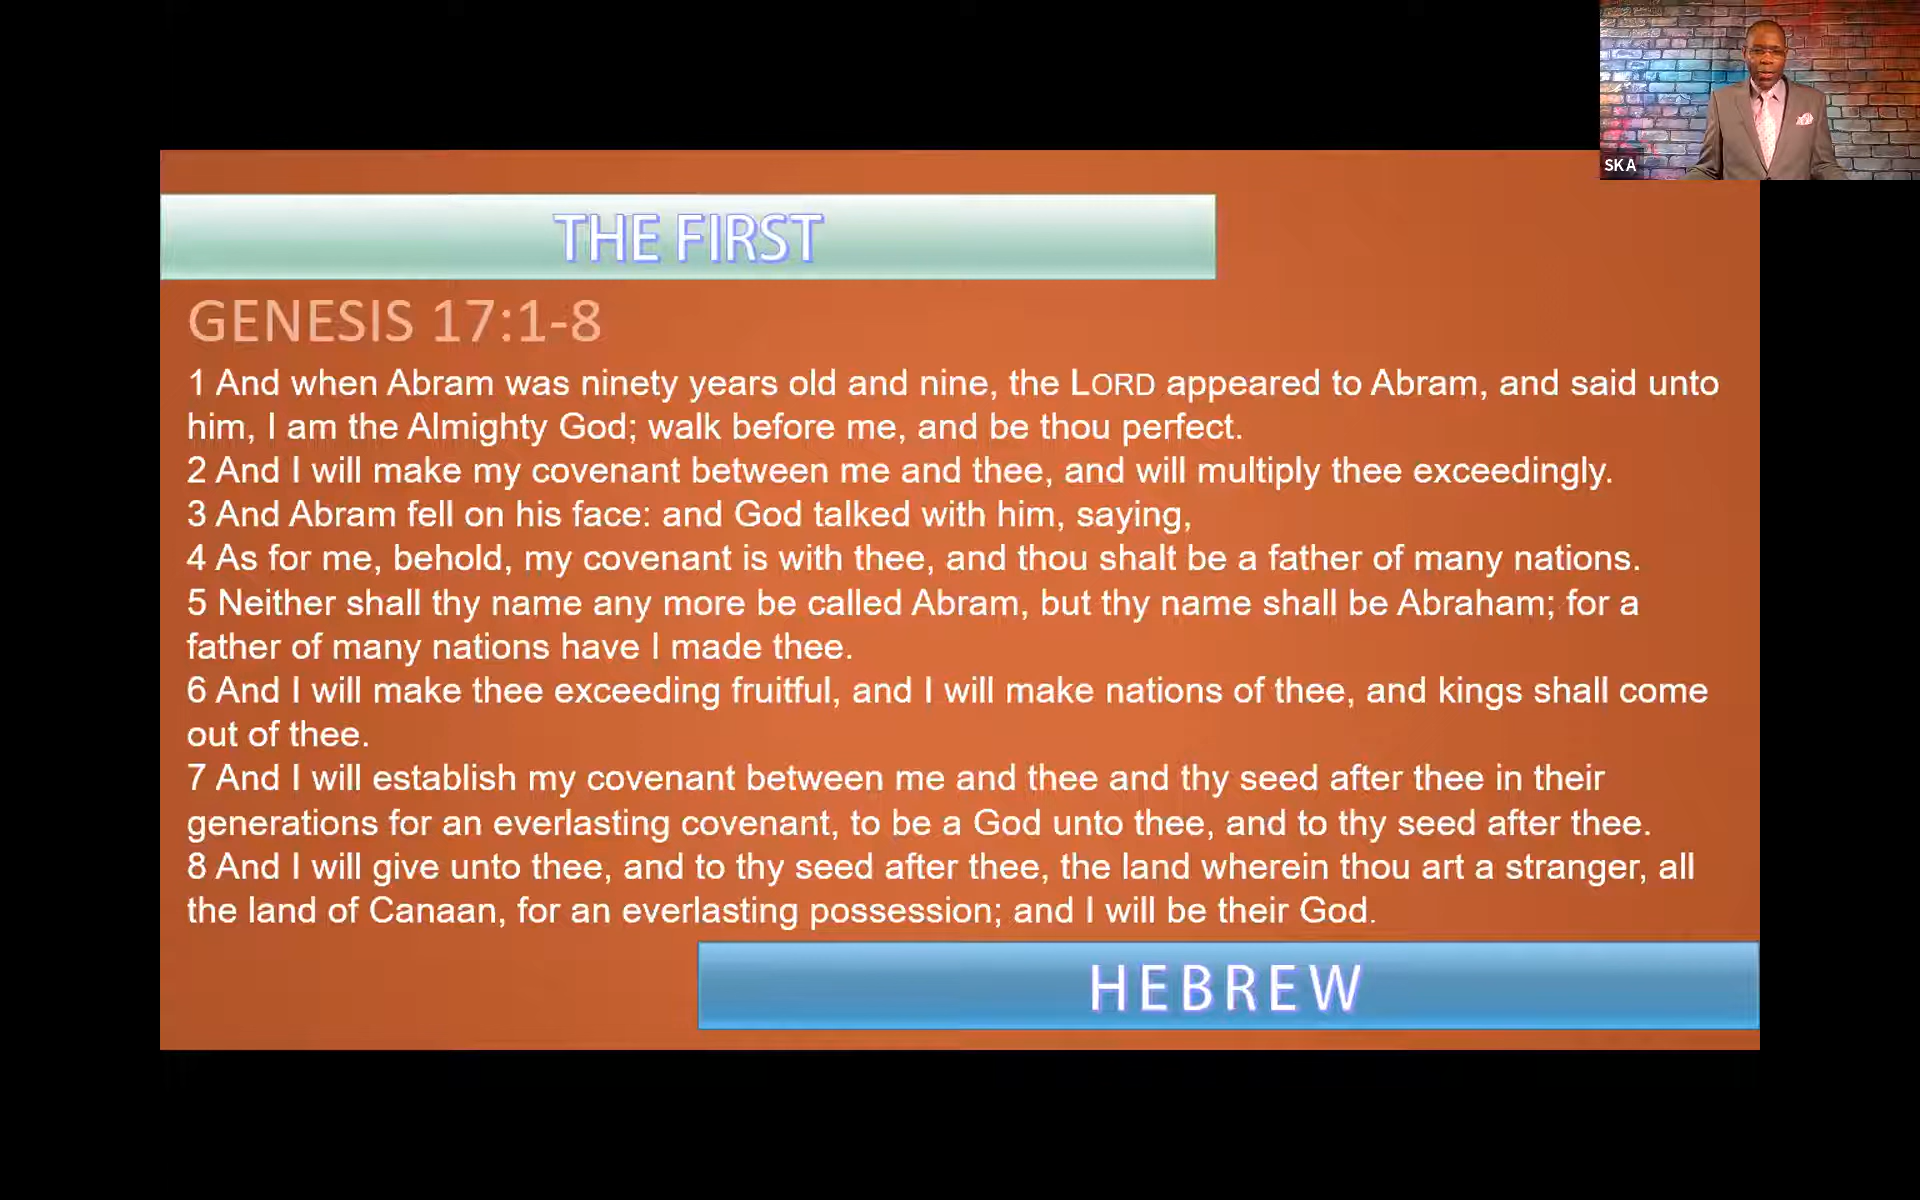 SKA
THE FIRST
GENESIS 17:1-8
1 And when Abram was ninety years old and nine, the LORD appeared to Abram, and said unto
him, I am the Almighty God; walk before me, and be thou perfect.
2 And I will make my covenant between me and thee, and will multiply thee exceedingly.
3 And Abram fell on his face: and God talked with him, saying,
4 As for me, behold, my covenant is with thee, and thou shalt be a father of many nations.
5 Neither shall thy name any more be called Abram, but thy name shall be Abraham; for a
father of many nations have I made thee.
6 And I will make thee exceeding fruitful, and I will make nations of thee, and kings shall come
out of thee.
7 And I will establish my covenant between me and thee and thy seed after thee in their
generations for an everlasting covenant, to be a God unto thee, and to thy seed after thee.
8 And I will give unto thee, and to thy seed after thee, the land wherein thou art a stranger, all
the land of Canaan, for an everlasting possession; and I will be their God.
HEBREW